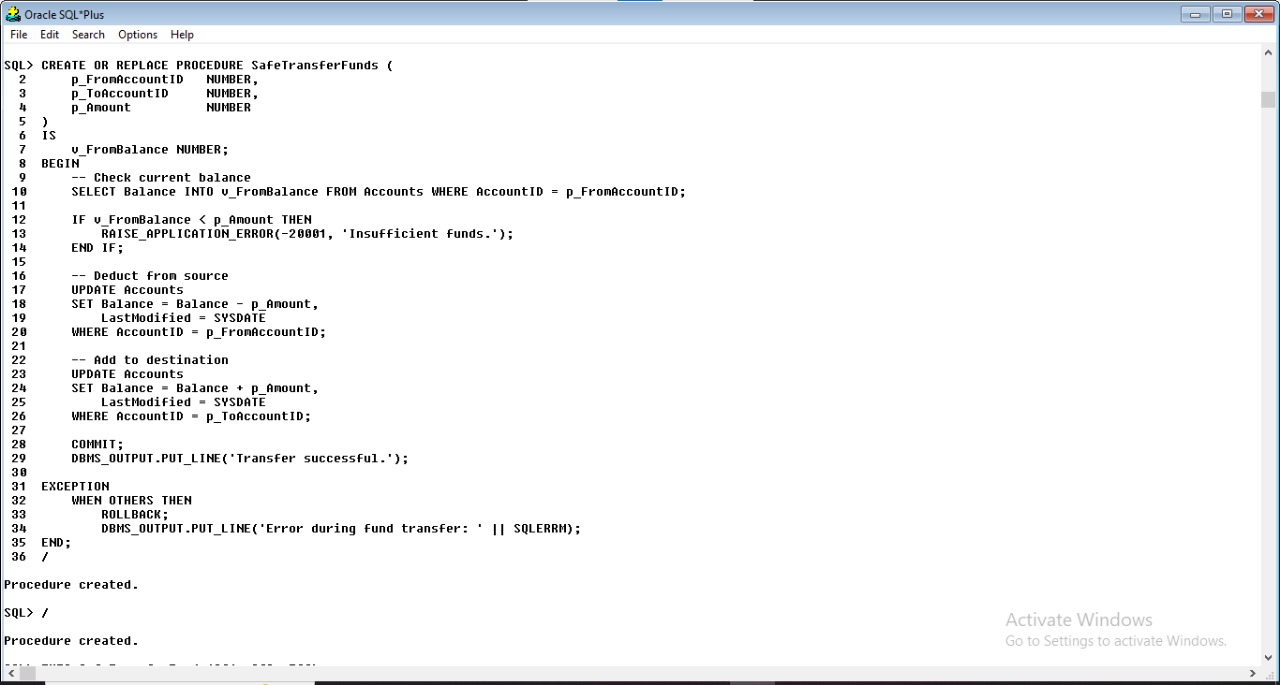 Oracle SQL*Plus
File Edit Search Options Help
SQL> CREATE OR REPLACE PROCEDURE SafeTransferFunds (
  2      p_FromAccountID   NUMBER,
  3      p_ToAccountID     NUMBER,
  4      p_Amount          NUMBER
  5  )
  6  IS
  7      v_FromBalance NUMBER;
  8  BEGIN
  9      -- Check current balance
 10      SELECT Balance INTO v_FromBalance FROM Accounts WHERE AccountID = p_FromAccountID;
 11
 12      IF v_FromBalance < p_Amount THEN
 13          RAISE_APPLICATION_ERROR(-20001, 'Insufficient funds.');
 14      END IF;
 15
 16      -- Deduct from source
 17      UPDATE Accounts
 18      SET Balance = Balance - p_Amount,
 19          LastModified = SYSDATE
 20      WHERE AccountID = p_FromAccountID;
 21
 22      -- Add to destination
 23      UPDATE Accounts
 24      SET Balance = Balance + p_Amount,
 25          LastModified = SYSDATE
 26      WHERE AccountID = p_ToAccountID;
 27
 28      COMMIT;
 29      DBMS_OUTPUT.PUT_LINE('Transfer successful.');
 30
 31  EXCEPTION
 32      WHEN OTHERS THEN
 33          ROLLBACK;
 34          DBMS_OUTPUT.PUT_LINE('Error during fund transfer: ' || SQLERRM);
 35  END;
 36  /
Procedure created.
SQL> /
Procedure created.
Activate Windows
Go to Settings to activate Windows.